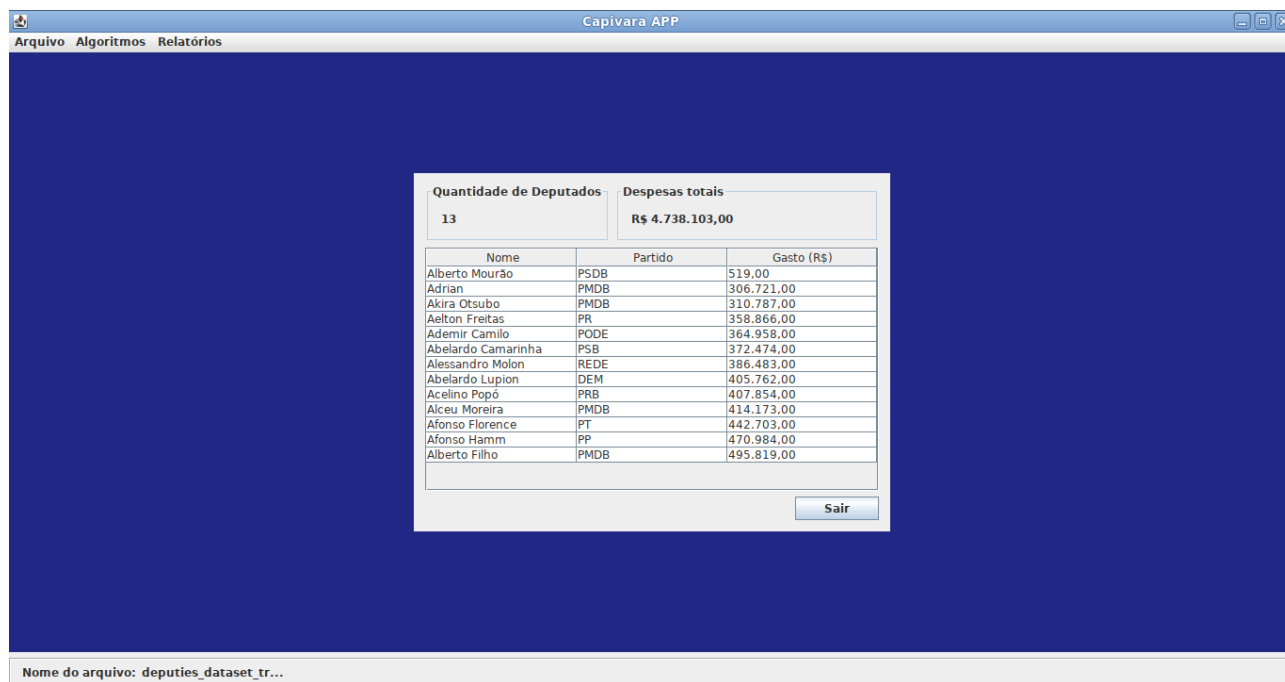 Capivara APP
Arquivo Algoritmos Relatórios
Quantidade de Deputados Despesas totais
13 R$ 4.738.103,00
Nome Partido Gasto (R$)
Alberto Mourão PSDB 519,00
Adrian PMDB 306.721,00
Akira Otsubo PMDB 310.787,00
Aelton Freitas PR 358.866,00
Ademir Camilo PODE 364.958,00
Abelardo Camarinha PSB 372.474,00
Alessandro Molon REDE 386.483,00
Abelardo Lupion DEM 405.762,00
Acelino Popó PRB 407.854,00
Alceu Moreira PMDB 414.173,00
Afonso Florence PT 442.703,00
Afonso Hamm PP 470.984,00
Alberto Filho PMDB 495.819,00
Sair
Nome do arquivo: deputies_dataset_tr...